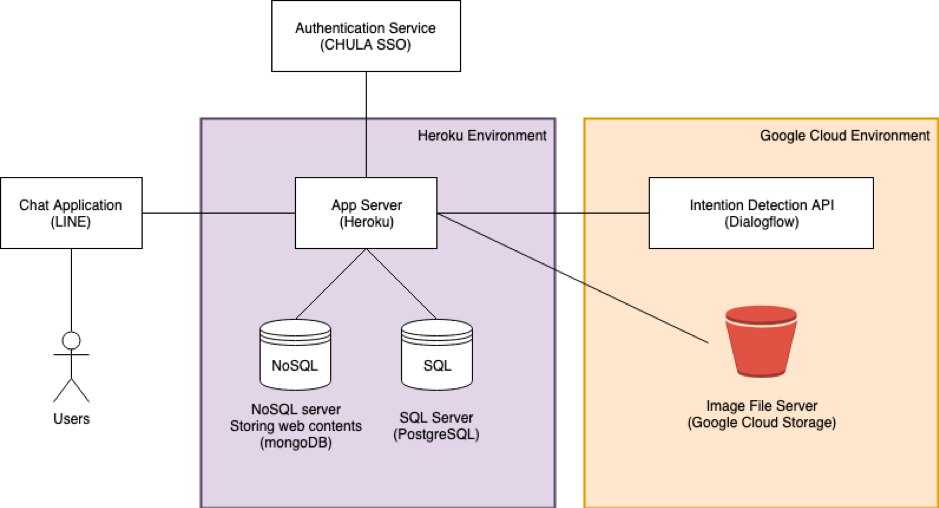 Authentication Service
(CHULA SSO)
Heroku Environment
Google Cloud Environment
Chat Application
(LINE)
App Server
(Heroku)
Intention Detection API
(Dialogflow)
NoSQL
SQL
Users
NoSQL server
Storing web contents
(mongoDB)
SQL Server
(PostgreSQL)
Image File Server
(Google Cloud Storage)